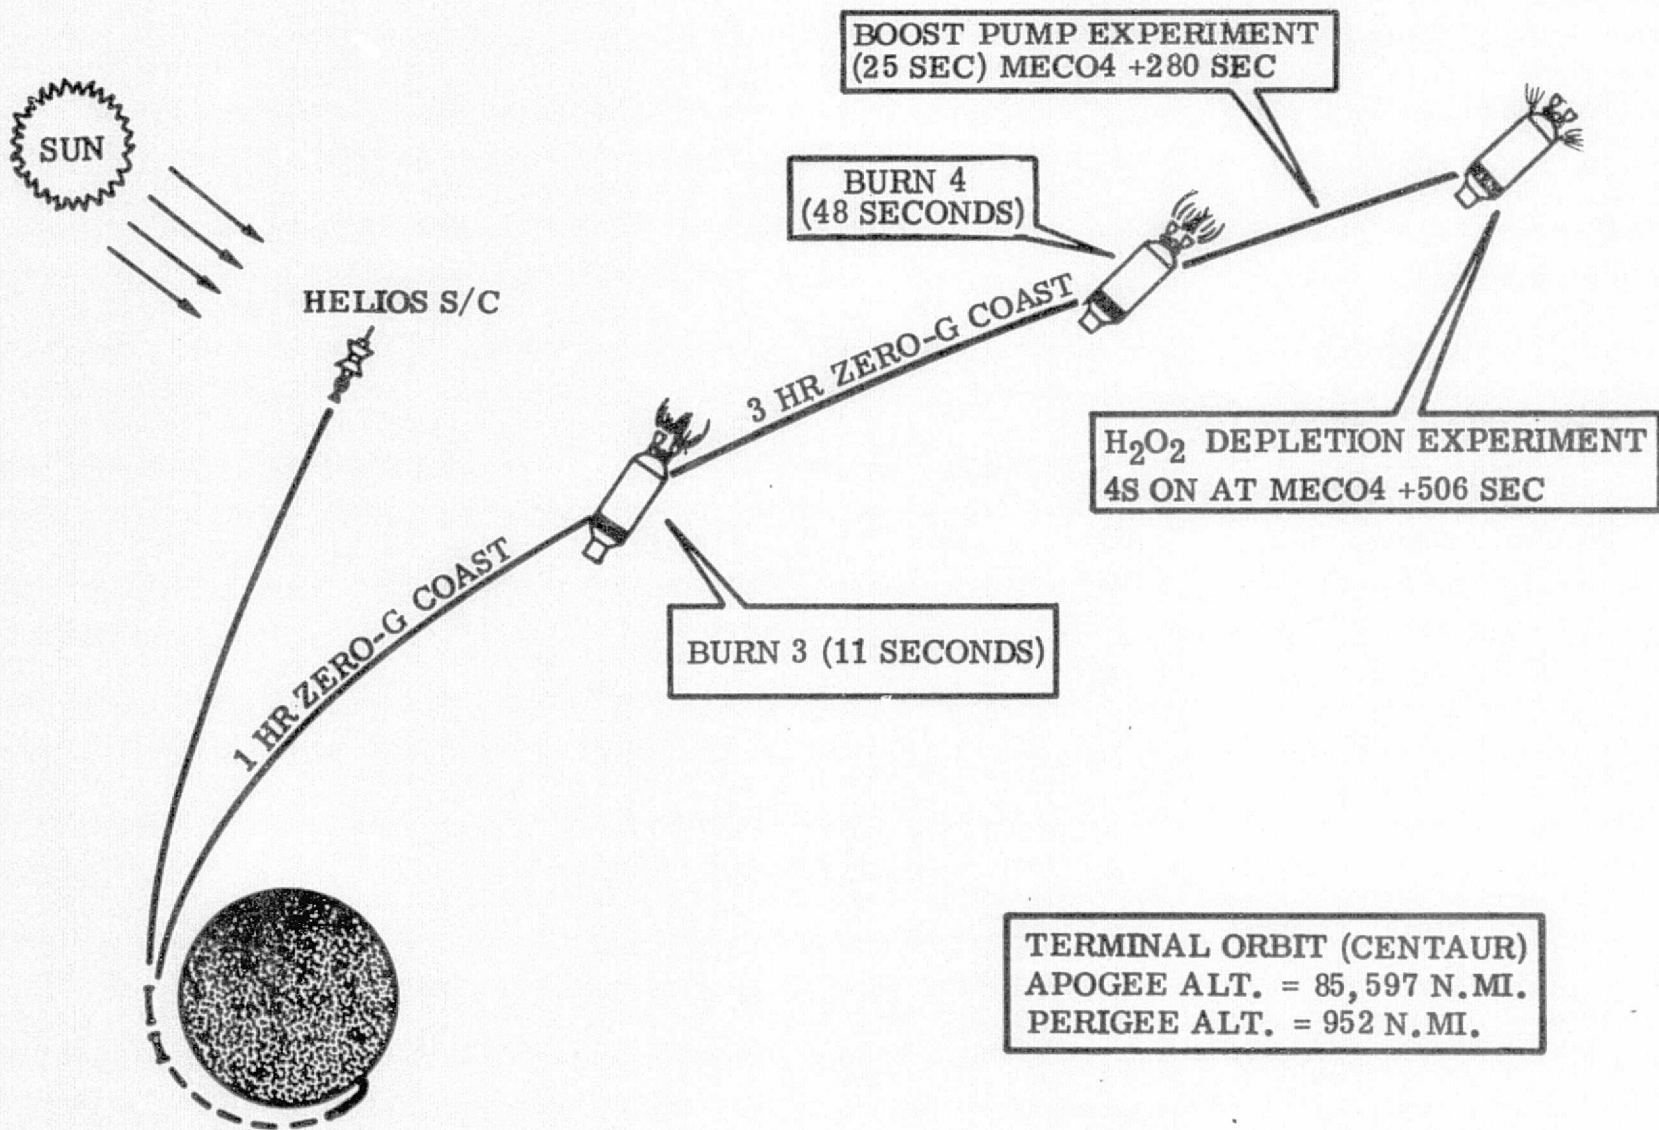 BOOST PUMP EXPERIMENT
(25 SEC) MECO4 +280 SEC
SUN
BURN 4
(48 SECONDS)
HELIOS S/C
3 HR ZERO-G COAST
H₂O₂ DEPLETION EXPERIMENT
4S ON AT MECO4 +506 SEC
1 HR ZERO-G COAST
BURN 3 (11 SECONDS)
TERMINAL ORBIT (CENTAUR)
APOGEE ALT. = 85,597 N.MI.
PERIGEE ALT. = 952 N.MI.